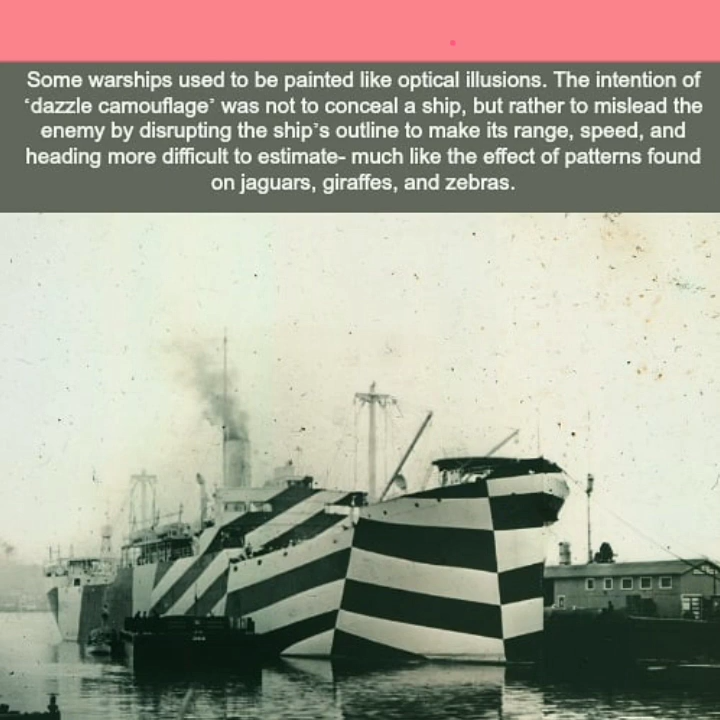 Some warships used to be painted like optical illusions. The intention of
‘dazzle camouflage’ was not to conceal a ship, but rather to mislead the
enemy by disrupting the ship’s outline to make its range, speed, and
heading more difficult to estimate- much like the effect of patterns found
on jaguars, giraffes, and zebras.